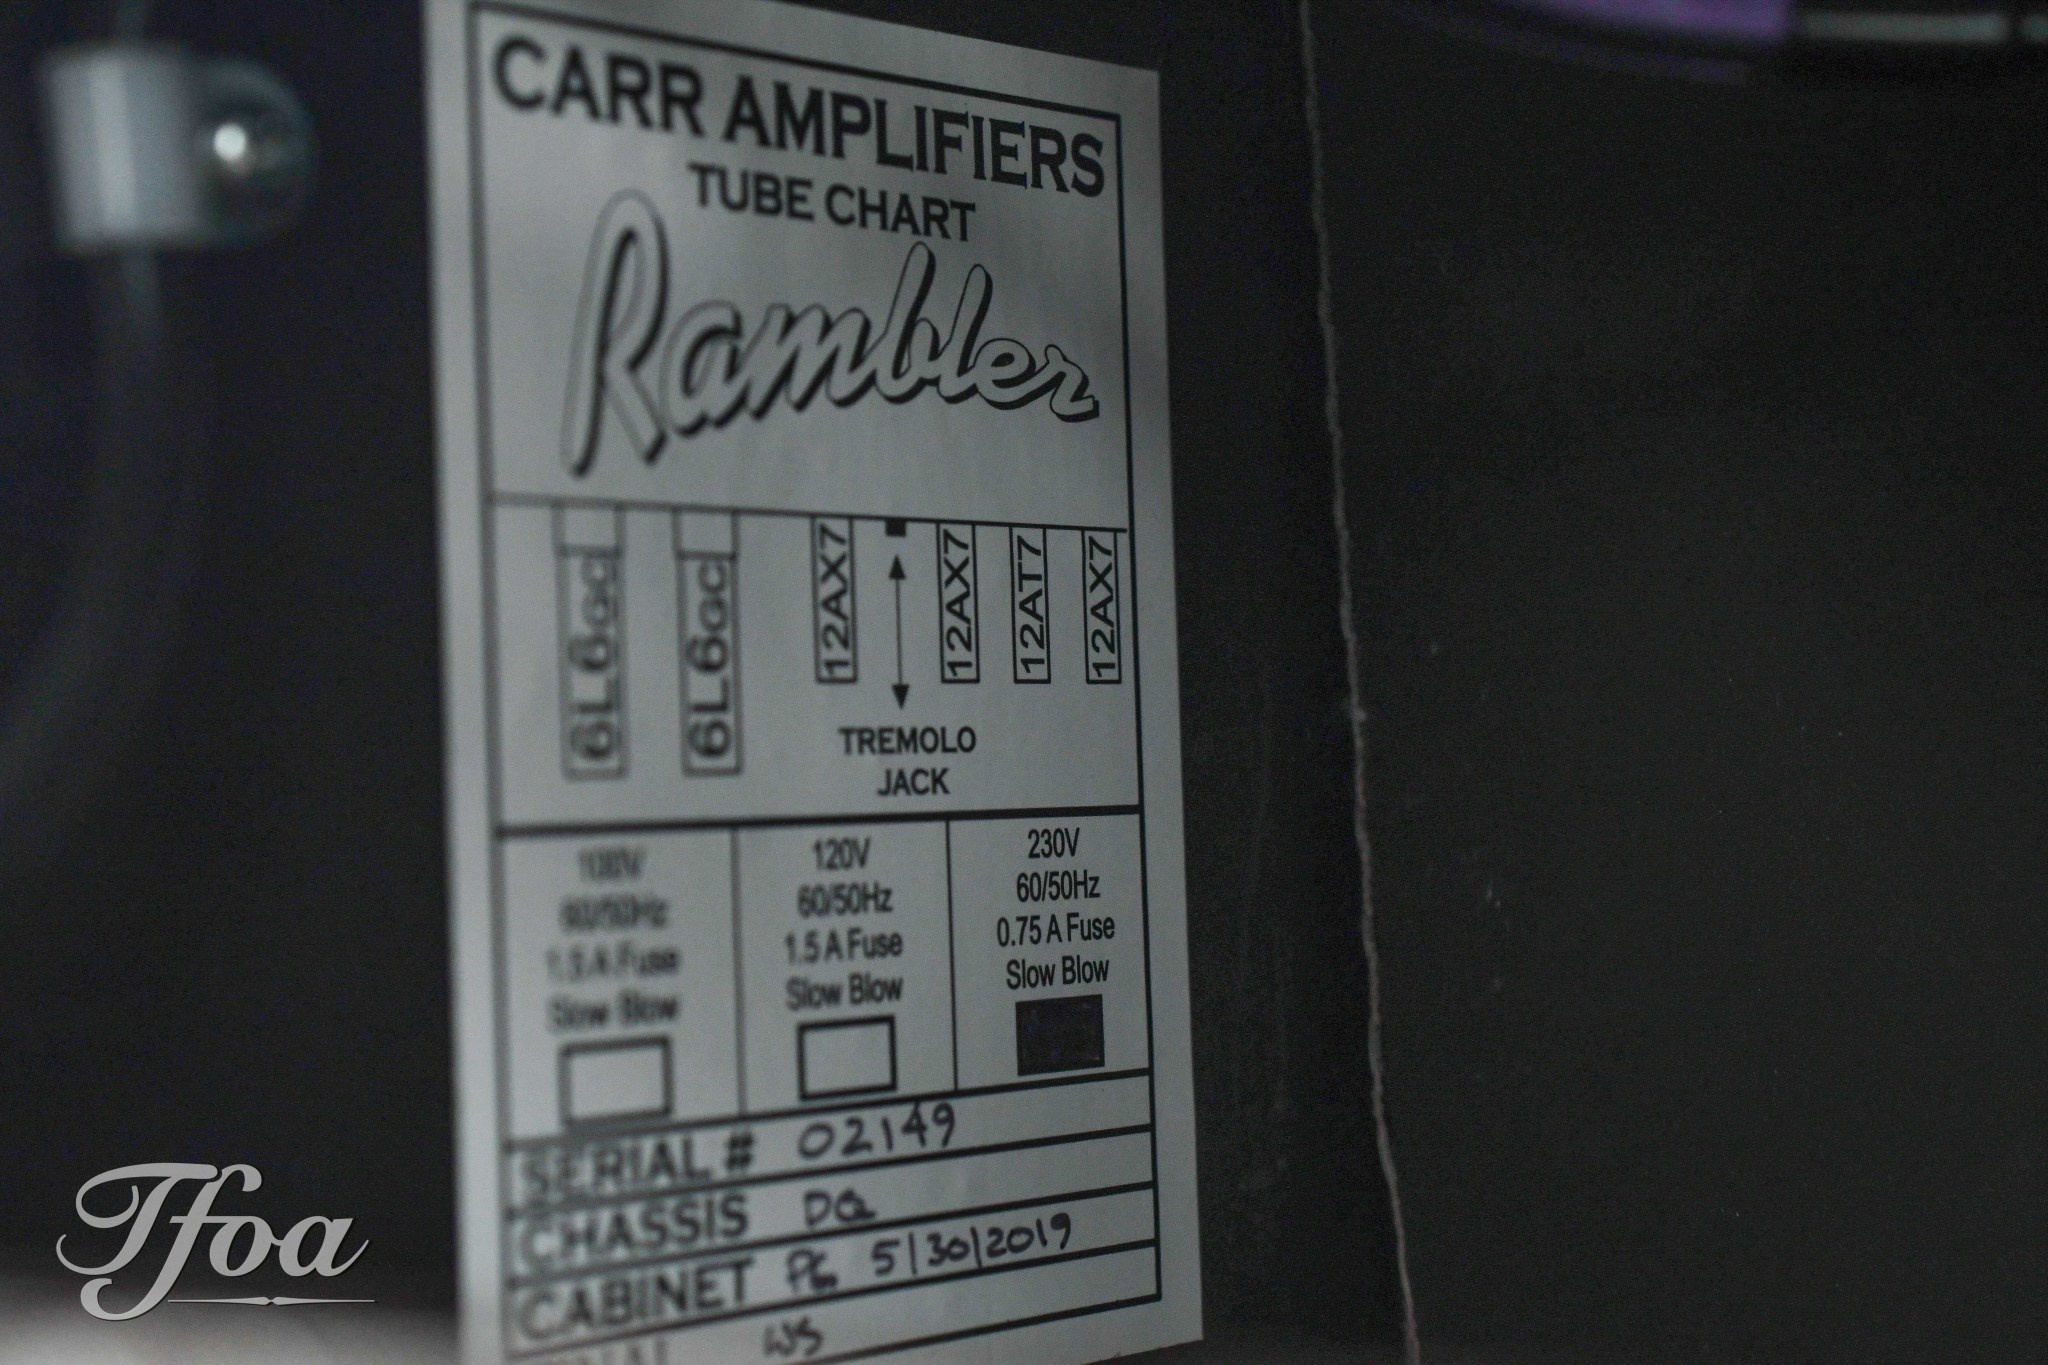 CARR AMPLIFIERS
TUBE CHART
Rambler
6L6GC 6L6GC 12AX7 12AX7 12AT7 12AX7
TREMOLO
JACK
100V
60/50Hz
1.5 A Fuse
Slow Blow
120V
60/50Hz
1.5 A Fuse
Slow Blow
230V
60/50Hz
0.75 A Fuse
Slow Blow
SERIAL # 02149
CHASSIS DQ
CABINET PG 5/30/2019
WS
Tfoa